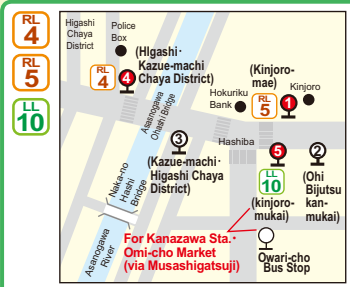 RL
4
RL
5
LL
10
Higashi
Chaya
District
Police
Box
(HIgashi·
Kazue-machi
Chaya District)
RL
4
4
Asanogawa
Ohashi Bridge
(Kinjoro-
mae)
Hokuriku
Bank
RL
5
1
Kinjoro
Hashiba
3
(Kazue-machi·
Higashi Chaya
District)
5
LL
10
(kinjoro-
mukai)
2
(Ohi
Bijutsu
kan-
mukai)
Naka-no
Hashi
Bridge
Asanogawa
River
For Kanazawa Sta.·
Omi-cho Market
(via Musashigatsuji)
Owari-cho
Bus Stop